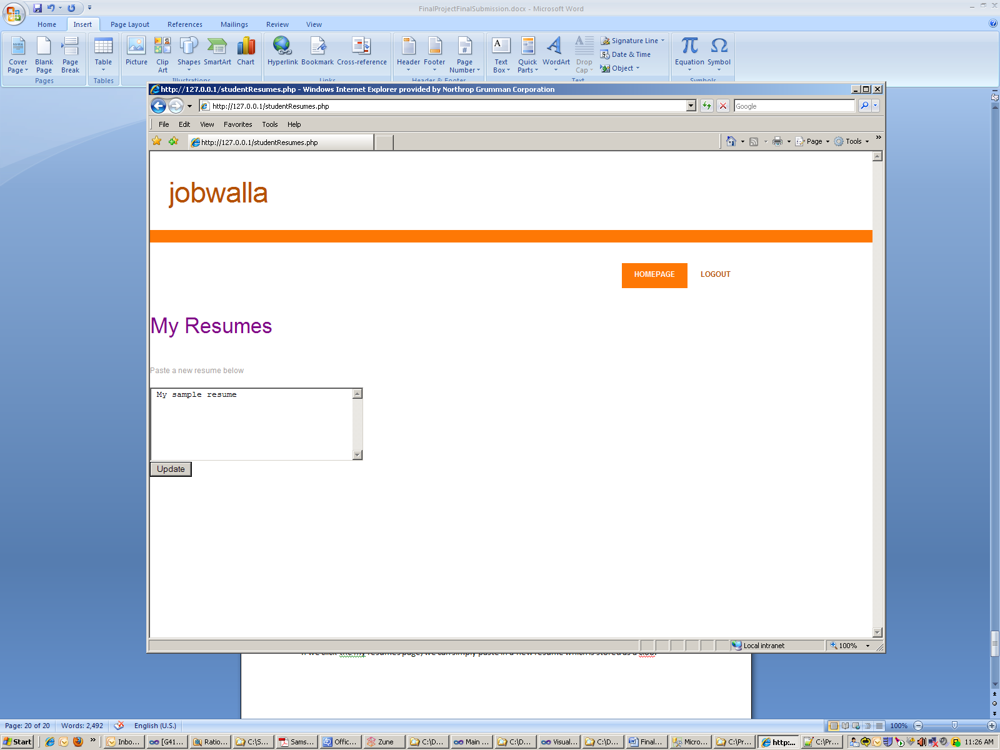 FinalProjectFinalSubmission.docx - Microsoft Word
Home Insert Page Layout References Mailings Review View
Cover Page Blank Page Page Break Table Picture Clip Art Shapes SmartArt Chart Hyperlink Bookmark Cross-reference Header Footer Page Number Text Box Quick Parts WordArt Drop Cap Signature Line Date & Time Object Equation Symbol
Pages Tables Illustrations Links Header & Footer Text Symbols
http://127.0.0.1/studentResumes.php - Windows Internet Explorer provided by Northrop Grumman Corporation
http://127.0.0.1/studentResumes.php Google
File Edit View Favorites Tools Help
http://127.0.0.1/studentResumes.php Page Tools »
jobwalla
HOMEPAGE LOGOUT
My Resumes
Paste a new resume below
My sample resume
Update
Local intranet 100%
If we click the my resumes page, we can simply paste in a new resume which is stored as a clob.
Page: 20 of 20 Words: 2,492 English (U.S.) 100%
Start » Inbo... [G41... Ratio... C:\S... Sams... Offic... Zune C:\D... Main ... C:\D... Visual... C:\D... Final... Micro... C:\Pr... http:... C:\Pr... 11:26 AM